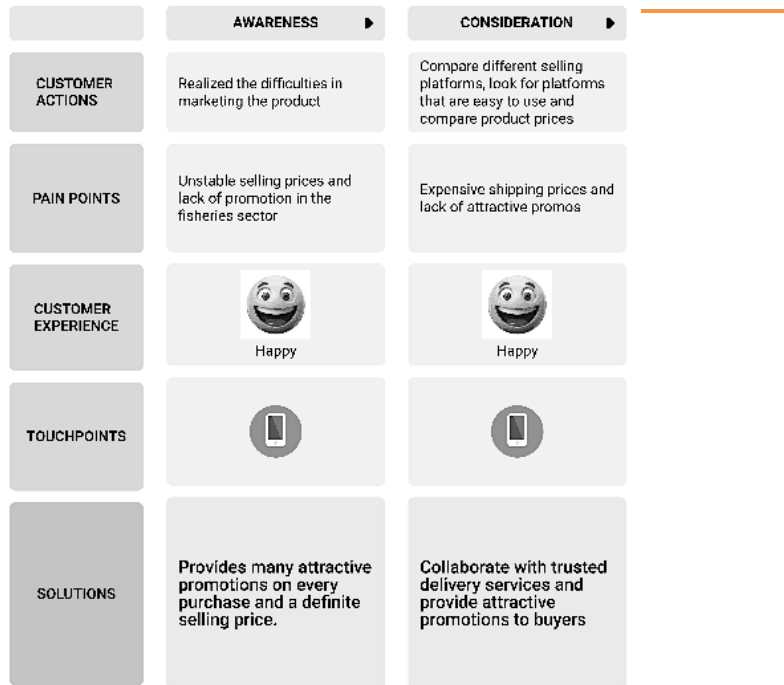 AWARENESS
CONSIDERATION
CUSTOMER
ACTIONS
Realized the difficulties in
marketing the product
Compare different selling
platforms, look for platforms
that are easy to use and
compare product prices
PAIN POINTS
Unstable selling prices and
lack of promotion in the
fisheries sector
Expensive shipping prices and
lack of attractive promos
CUSTOMER
EXPERIENCE
Happy
Happy
TOUCHPOINTS
SOLUTIONS
Provides many attractive
promotions on every
purchase and a definite
selling price.
Collaborate with trusted
delivery services and
provide attractive
promotions to buyers